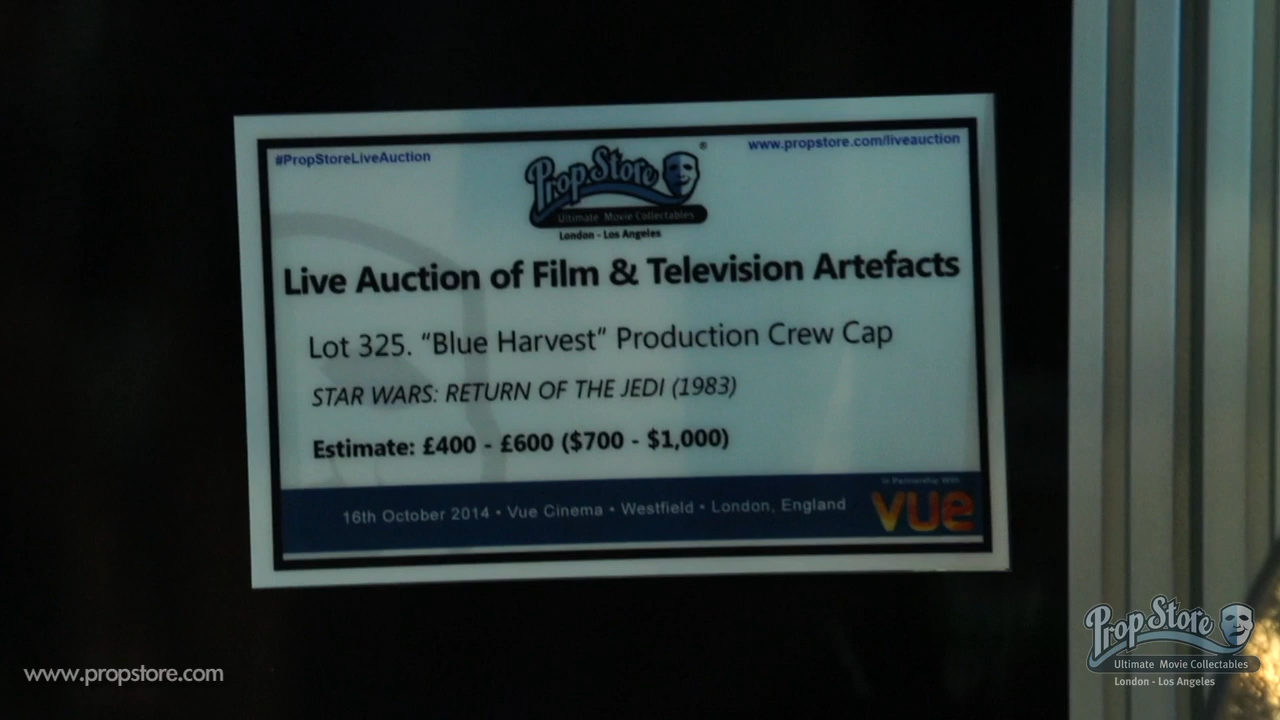 #PropStoreLiveAuction
www.propstore.com/liveauction
Prop Store®
Ultimate Movie Collectables
London - Los Angeles
Live Auction of Film & Television Artefacts
Lot 325. “Blue Harvest” Production Crew Cap
STAR WARS: RETURN OF THE JEDI (1983)
Estimate: £400 - £600 ($700 - $1,000)
In Partnership With
16th October 2014 • Vue Cinema • Westfield • London, England
vue
www.propstore.com
Prop Store
Ultimate Movie Collectables
London - Los Angeles